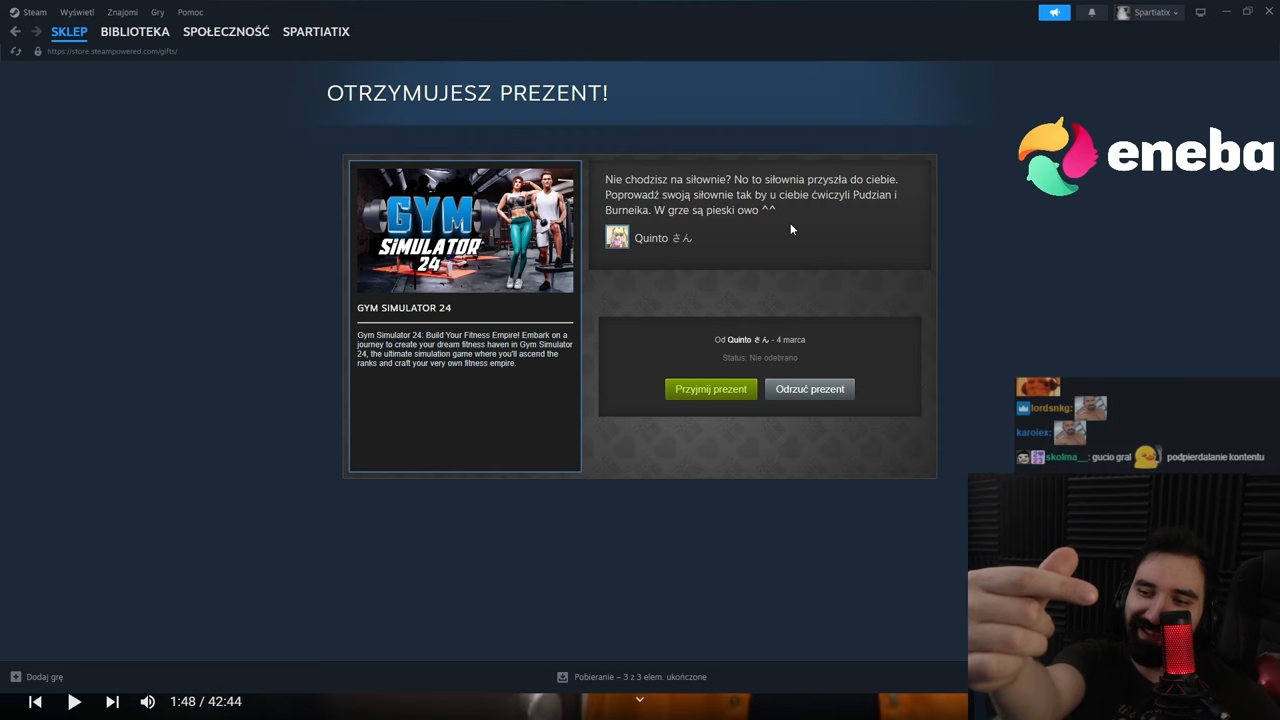 Steam Wyświetl Znajomi Gry Pomoc
Spartiatix
SKLEP BIBLIOTEKA SPOŁECZNOŚĆ SPARTIATIX
https://store.steampowered.com/gifts/
OTRZYMUJESZ PREZENT!
eneba
GYM
SIMULATOR
24
GYM SIMULATOR 24
Gym Simulator 24: Build Your Fitness Empire! Embark on a
journey to create your dream fitness haven in Gym Simulator
24, the ultimate simulation game where you'll ascend the
ranks and craft your very own fitness empire.
Nie chodzisz na siłownie? No to siłownia przyszła do ciebie.
Poprowadź swoją siłownie tak by u ciebie ćwiczyli Pudzian i
Burneika. W grze są pieski owo ^^
Quinto さん
Od Quinto さん - 4 marca
Status: Nie odebrano
Przyjmij prezent Odrzuć prezent
lordsnkg:
karoiex:
skolma__: gucio gral podpierdalanie kontentu
Dodaj grę
Pobieranie – 3 z 3 elem. ukończone
1:48 / 42:44